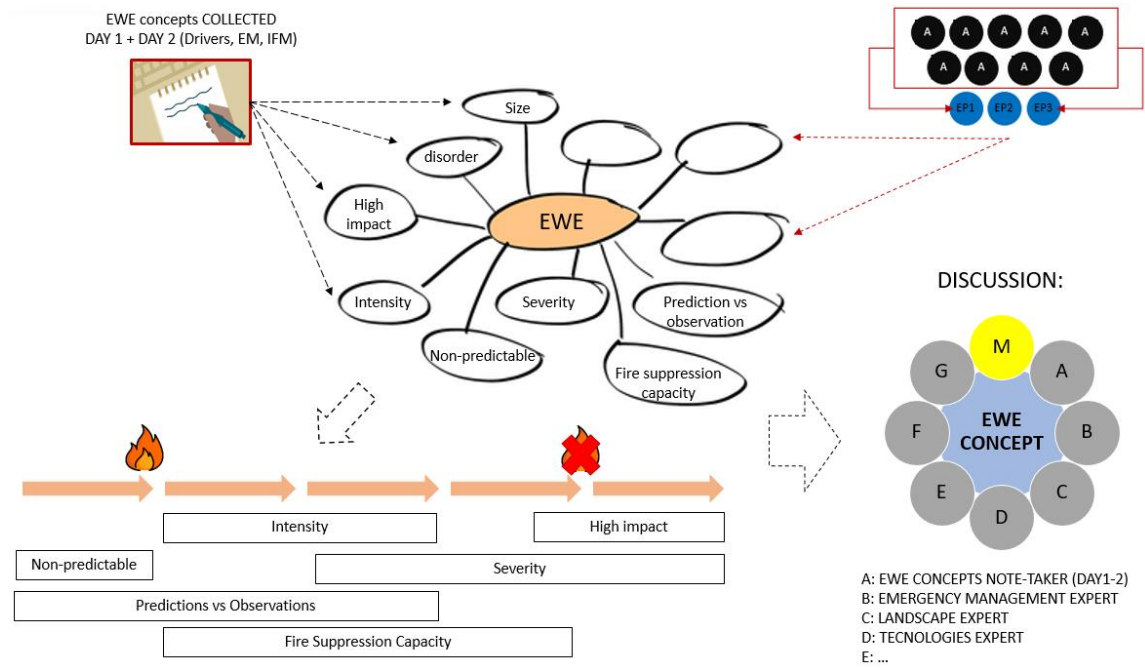 EWE concepts COLLECTED
DAY 1 + DAY 2 (Drivers, EM, IFM)
A A A A A
A A A A
EP1 EP2 EP3
Size
disorder
High
impact
EWE
Intensity
Severity
Prediction vs
observation
Non-predictable
Fire suppression
capacity
DISCUSSION:
M
G A
F B
E C
D
EWE
CONCEPT
Intensity
High impact
Non-predictable
Severity
Predictions vs Observations
Fire Suppression Capacity
A: EWE CONCEPTS NOTE-TAKER (DAY1-2)
B: EMERGENCY MANAGEMENT EXPERT
C: LANDSCAPE EXPERT
D: TECNOLOGIES EXPERT
E: ...